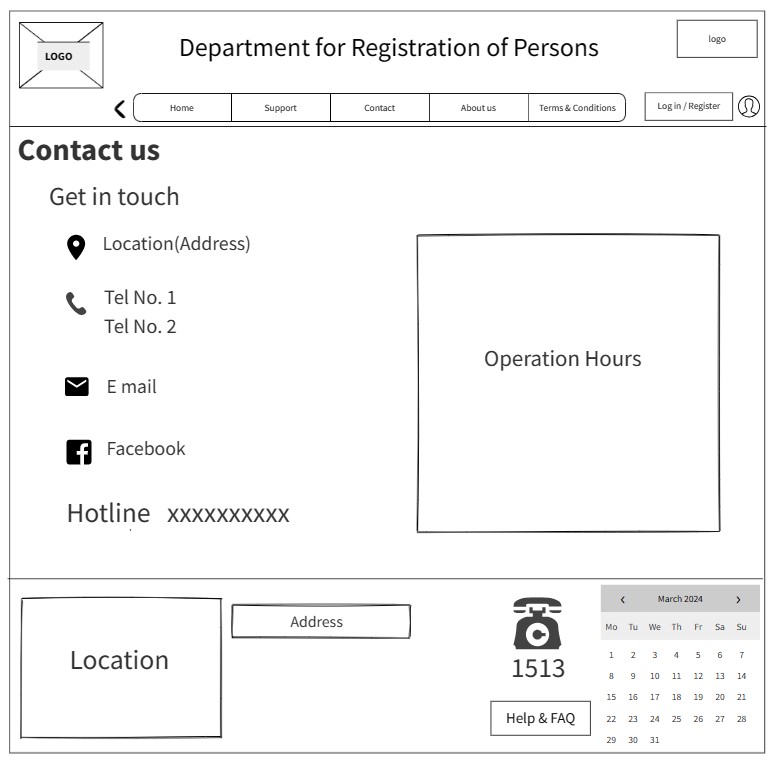 LOGO
Department for Registration of Persons
logo
Home
Support
Contact
About us
Terms & Conditions
Log in / Register
Contact us
Get in touch
Location(Address)
Tel No. 1
Tel No. 2
E mail
Facebook
Hotline xxxxxxxxxx
Operation Hours
Location
Address
1513
Help & FAQ
March 2024
Mo Tu We Th Fr Sa Su
1 2 3 4 5 6 7
8 9 10 11 12 13 14
15 16 17 18 19 20 21
22 23 24 25 26 27 28
29 30 31